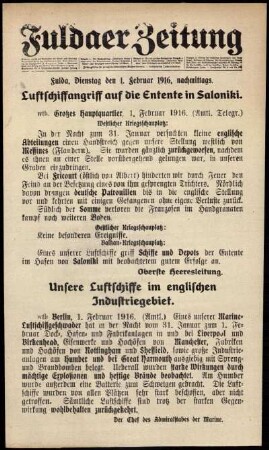 Fuldaer Zeitung
Fulda, Dienstag den 1. Februar 1916, nachmittags.
Luftschiffangriff auf die Entente in Saloniki.
wtb. Großes Hauptquartier, 1. Februar 1916. (Amtl. Telegr.)
Westlicher Kriegsschauplatz:
In der Nacht zum 31. Januar versuchten kleine englische
Abteilungen einen Handstreich gegen unsere Stellung westlich
von Messines (Flandern). Sie wurden gänzlich zurückgewiesen, nachdem
es ihnen an einer Stelle vorübergehend gelungen war, in unseren
Graben einzudringen.
Bei Fricourt (östlich von Albert) hinderten wir durch Feuer den
Feind an der Besetzung eines von ihm gesprengten Trichters. Nördlich
davon drangen deutsche Patrouillen bis in die englische Stellung vor
und kehrten mit einigen Gefangenen ohne eigene Verluste zurück.
Südlich der Somme verloren die Franzosen im Handgranaten-
kampf noch weiteren Boden.
Östlicher Kriegsschauplatz:
Keine besonderen Ereignisse.
Balkan-Kriegsschauplatz:
Eines unserer Luftschiffe griff Schiffe und Depots der Entente
im Hafen von Saloniki mit beobachtetem gutem Erfolge an.
Oberste Heeresleitung.
Unsere Luftschiffe im englischen
Industriegebiet.
wtb Berlin, 1. Februar 1916. (Amtl.) Eines unserer Marine-
Luftschiffgeschwader hat in der Nacht vom 31. Januar zum 1. Fe-
bruar Dock, Hafen und Fabrikanlagen in und bei Liverpool und
Birkenhead, Eisenwerke und Hochöfen von Manchester, Fabriken
und Hochöfen von Nottingham und Sheffield, sowie große Industrie-
anlagen am Humber und bei Great Yarmouth ausgiebig mit Spreng-
und Brandbomben belegt. Ueberall wurden starke Wirkungen durch
mächtige Explosionen und heftige Brände beobachtet. Am Humber
wurde außerdem eine Batterie zum Schweigen gebracht. Die Luft-
schiffe wurden von allen Plätzen stark beschossen, aber nicht ge-
troffen. Sämtliche Luftschiffe sind trotz der starken Gegen-
wirkung wohlbehalten zurückgekehrt.
Der Chef des Admiralstabes der Marine.